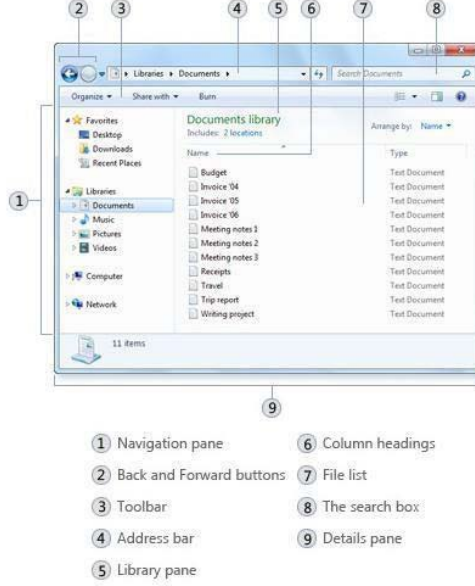 2 3 4 5 6 7 8
Libraries Documents Search Documents
Organize Share with Burn
Favorites
Desktop
Downloads
Recent Places
Libraries
Documents
Music
Pictures
Videos
Computer
Network
1
Documents library
Includes: 2 locations
Arrange by: Name
Name Type
Budget Text Document
Invoice '04 Text Document
Invoice '05 Text Document
Invoice '06 Text Document
Meeting notes 1 Text Document
Meeting notes 2 Text Document
Meeting notes 3 Text Document
Receipts Text Document
Travel Text Document
Trip report Text Document
Writing project Text Document
11 items
9
1 Navigation pane
2 Back and Forward buttons
3 Toolbar
4 Address bar
5 Library pane
6 Column headings
7 File list
8 The search box
9 Details pane